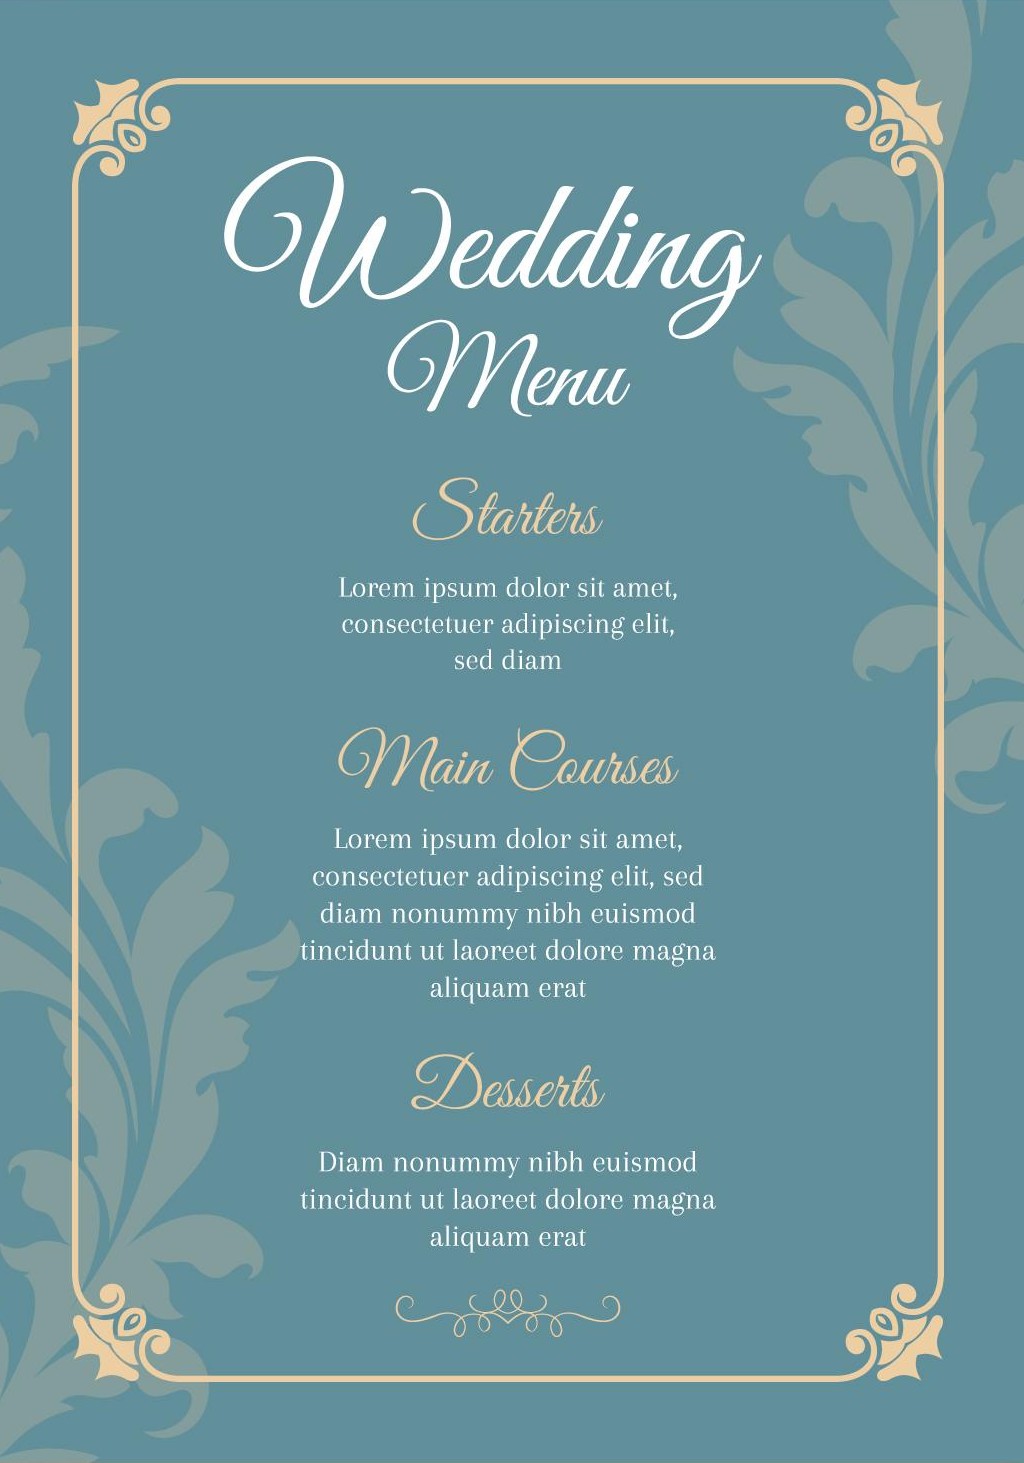 Wedding
Menu
Starters
Lorem ipsum dolor sit amet,
consectetuer adipiscing elit,
sed diam
Main Courses
Lorem ipsum dolor sit amet,
consectetuer adipiscing elit, sed
diam nonummy nibh euismod
tincidunt ut laoreet dolore magna
aliquam erat
Desserts
Diam nonummy nibh euismod
tincidunt ut laoreet dolore magna
aliquam erat